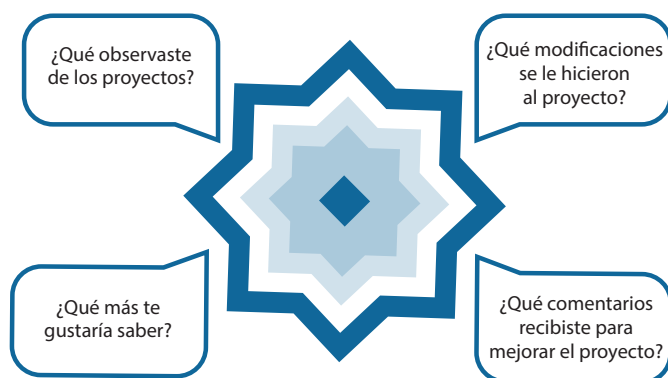 ¿Qué observaste
de los proyectos?
¿Qué modificaciones
se le hicieron
al proyecto?
¿Qué más te
gustaría saber?
¿Qué comentarios
recibiste para
mejorar el proyecto?